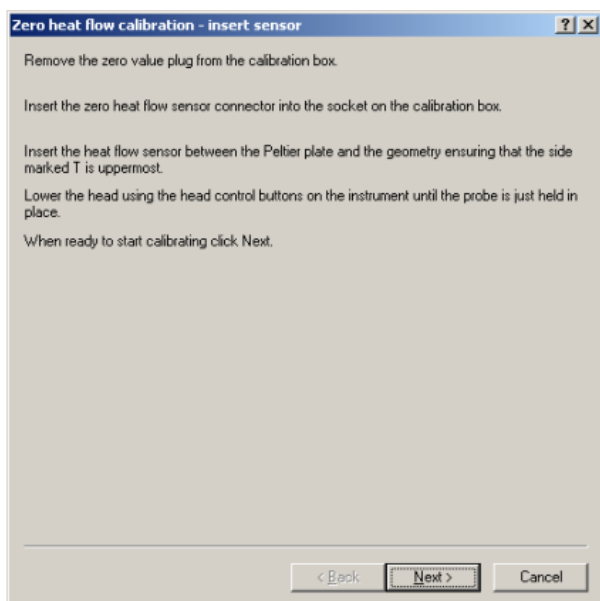 Zero heat flow calibration - insert sensor
Remove the zero value plug from the calibration box.
Insert the zero heat flow sensor connector into the socket on the calibration box.
Insert the heat flow sensor between the Peltier plate and the geometry ensuring that the side
marked T is uppermost.
Lower the head using the head control buttons on the instrument until the probe is just held in
place.
When ready to start calibrating click Next.
< Back Next > Cancel